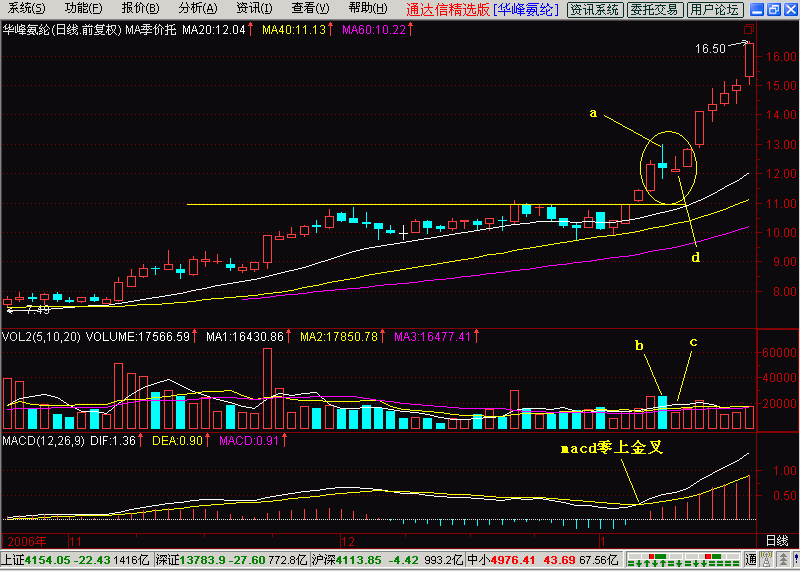 系统(S) 功能(F) 报价(B) 分析(A) 资讯(I) 查看(V) 帮助(H) 通达信精选版 [华峰氨纶] 资讯系统 委托交易 用户论坛
华峰氨纶(日线.前复权) MA季价托 MA20:12.04↑ MA40:11.13↑ MA60:10.22↑
16.50
16.00
15.00
a
14.00
13.00
12.00
11.00
10.00
d
9.00
8.00
7.49
VOL2(5,10,20) VOLUME:17566.59↑ MA1:16430.86↑ MA2:17850.78↑ MA3:16477.41↑
b c
60000
40000
20000
MACD(12,26,9) DIF:1.36↑ DEA:0.90↑ MACD:0.91↑
macd零上金叉
1.00
0.50
2006年 11 12 1 日线
上证4154.05 -22.43 1416亿 深证13783.9 -27.60 772.8亿 沪深4113.85 -4.42 993.2亿 中小4976.41 43.69 67.56亿 通